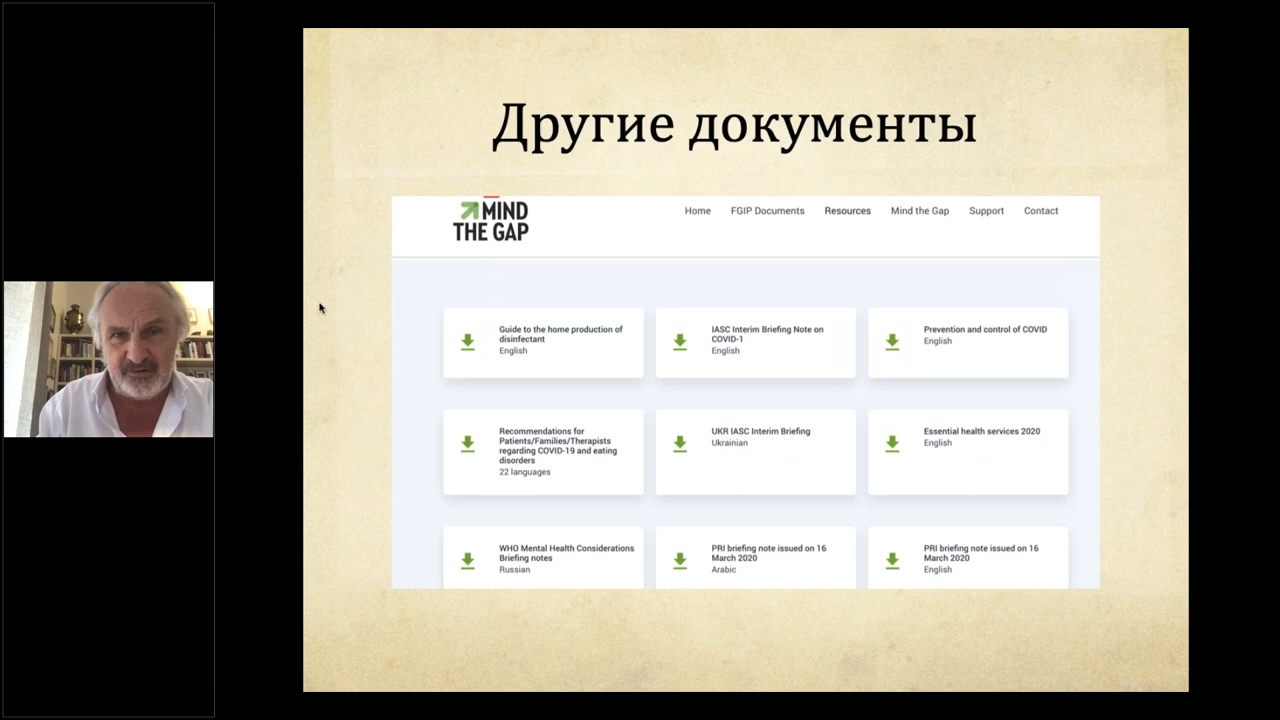 Другие документы
MIND
THE GAP
Home FGIP Documents Resources Mind the Gap Support Contact
Guide to the home production of
disinfectant
English
IASC Interim Briefing Note on
COVID-1
English
Prevention and control of COVID
English
Recommendations for
Patients/Families/Therapists
regarding COVID-19 and eating
disorders
22 languages
UKR IASC Interim Briefing
Ukrainian
Essential health services 2020
English
WHO Mental Health Considerations
Briefing notes
Russian
PRI briefing note issued on 16
March 2020
Arabic
PRI briefing note issued on 16
March 2020
English